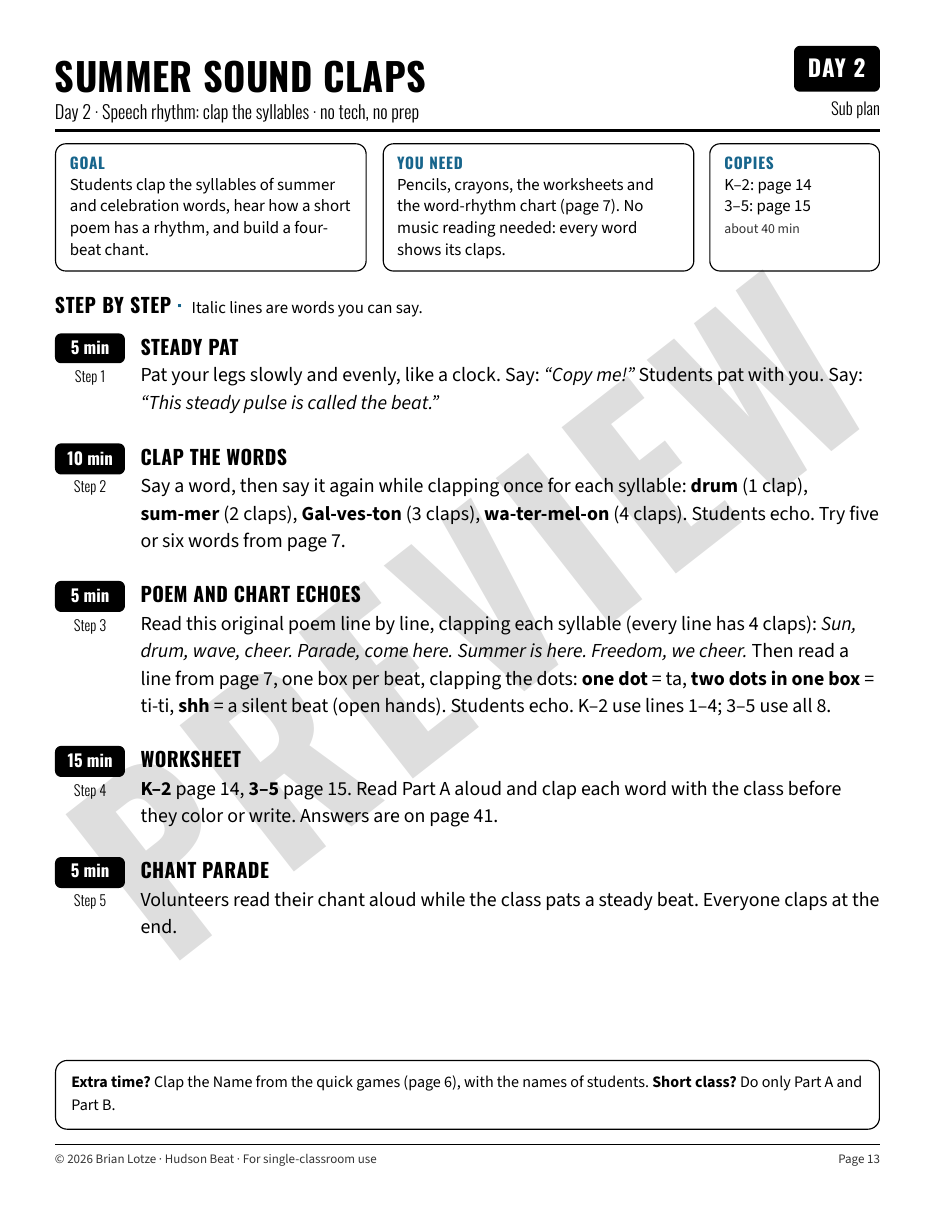 SUMMER SOUND CLAPS
DAY 2
Day 2 · Speech rhythm: clap the syllables · no tech, no prep
Sub plan
GOAL
Students clap the syllables of summer
and celebration words, hear how a short
poem has a rhythm, and build a four-
beat chant.
YOU NEED
Pencils, crayons, the worksheets and
the word-rhythm chart (page 7). No
music reading needed: every word
shows its claps.
COPIES
K–2: page 14
3–5: page 15
about 40 min
STEP BY STEP · Italic lines are words you can say.
5 min
Step 1
STEADY PAT
Pat your legs slowly and evenly, like a clock. Say: “Copy me!” Students pat with you. Say:
“This steady pulse is called the beat.”
10 min
Step 2
CLAP THE WORDS
Say a word, then say it again while clapping once for each syllable: drum (1 clap),
sum-mer (2 claps), Gal-ves-ton (3 claps), wa-ter-mel-on (4 claps). Students echo. Try five
or six words from page 7.
5 min
Step 3
POEM AND CHART ECHOES
Read this original poem line by line, clapping each syllable (every line has 4 claps): Sun,
drum, wave, cheer. Parade, come here. Summer is here. Freedom, we cheer. Then read a
line from page 7, one box per beat, clapping the dots: one dot = ta, two dots in one box =
ti-ti, shh = a silent beat (open hands). Students echo. K–2 use lines 1–4; 3–5 use all 8.
15 min
Step 4
WORKSHEET
K–2 page 14, 3–5 page 15. Read Part A aloud and clap each word with the class before
they color or write. Answers are on page 41.
5 min
Step 5
CHANT PARADE
Volunteers read their chant aloud while the class pats a steady beat. Everyone claps at the
end.
PREVIEW
Extra time? Clap the Name from the quick games (page 6), with the names of students. Short class? Do only Part A and
Part B.
© 2026 Brian Lotze · Hudson Beat · For single-classroom use
Page 13